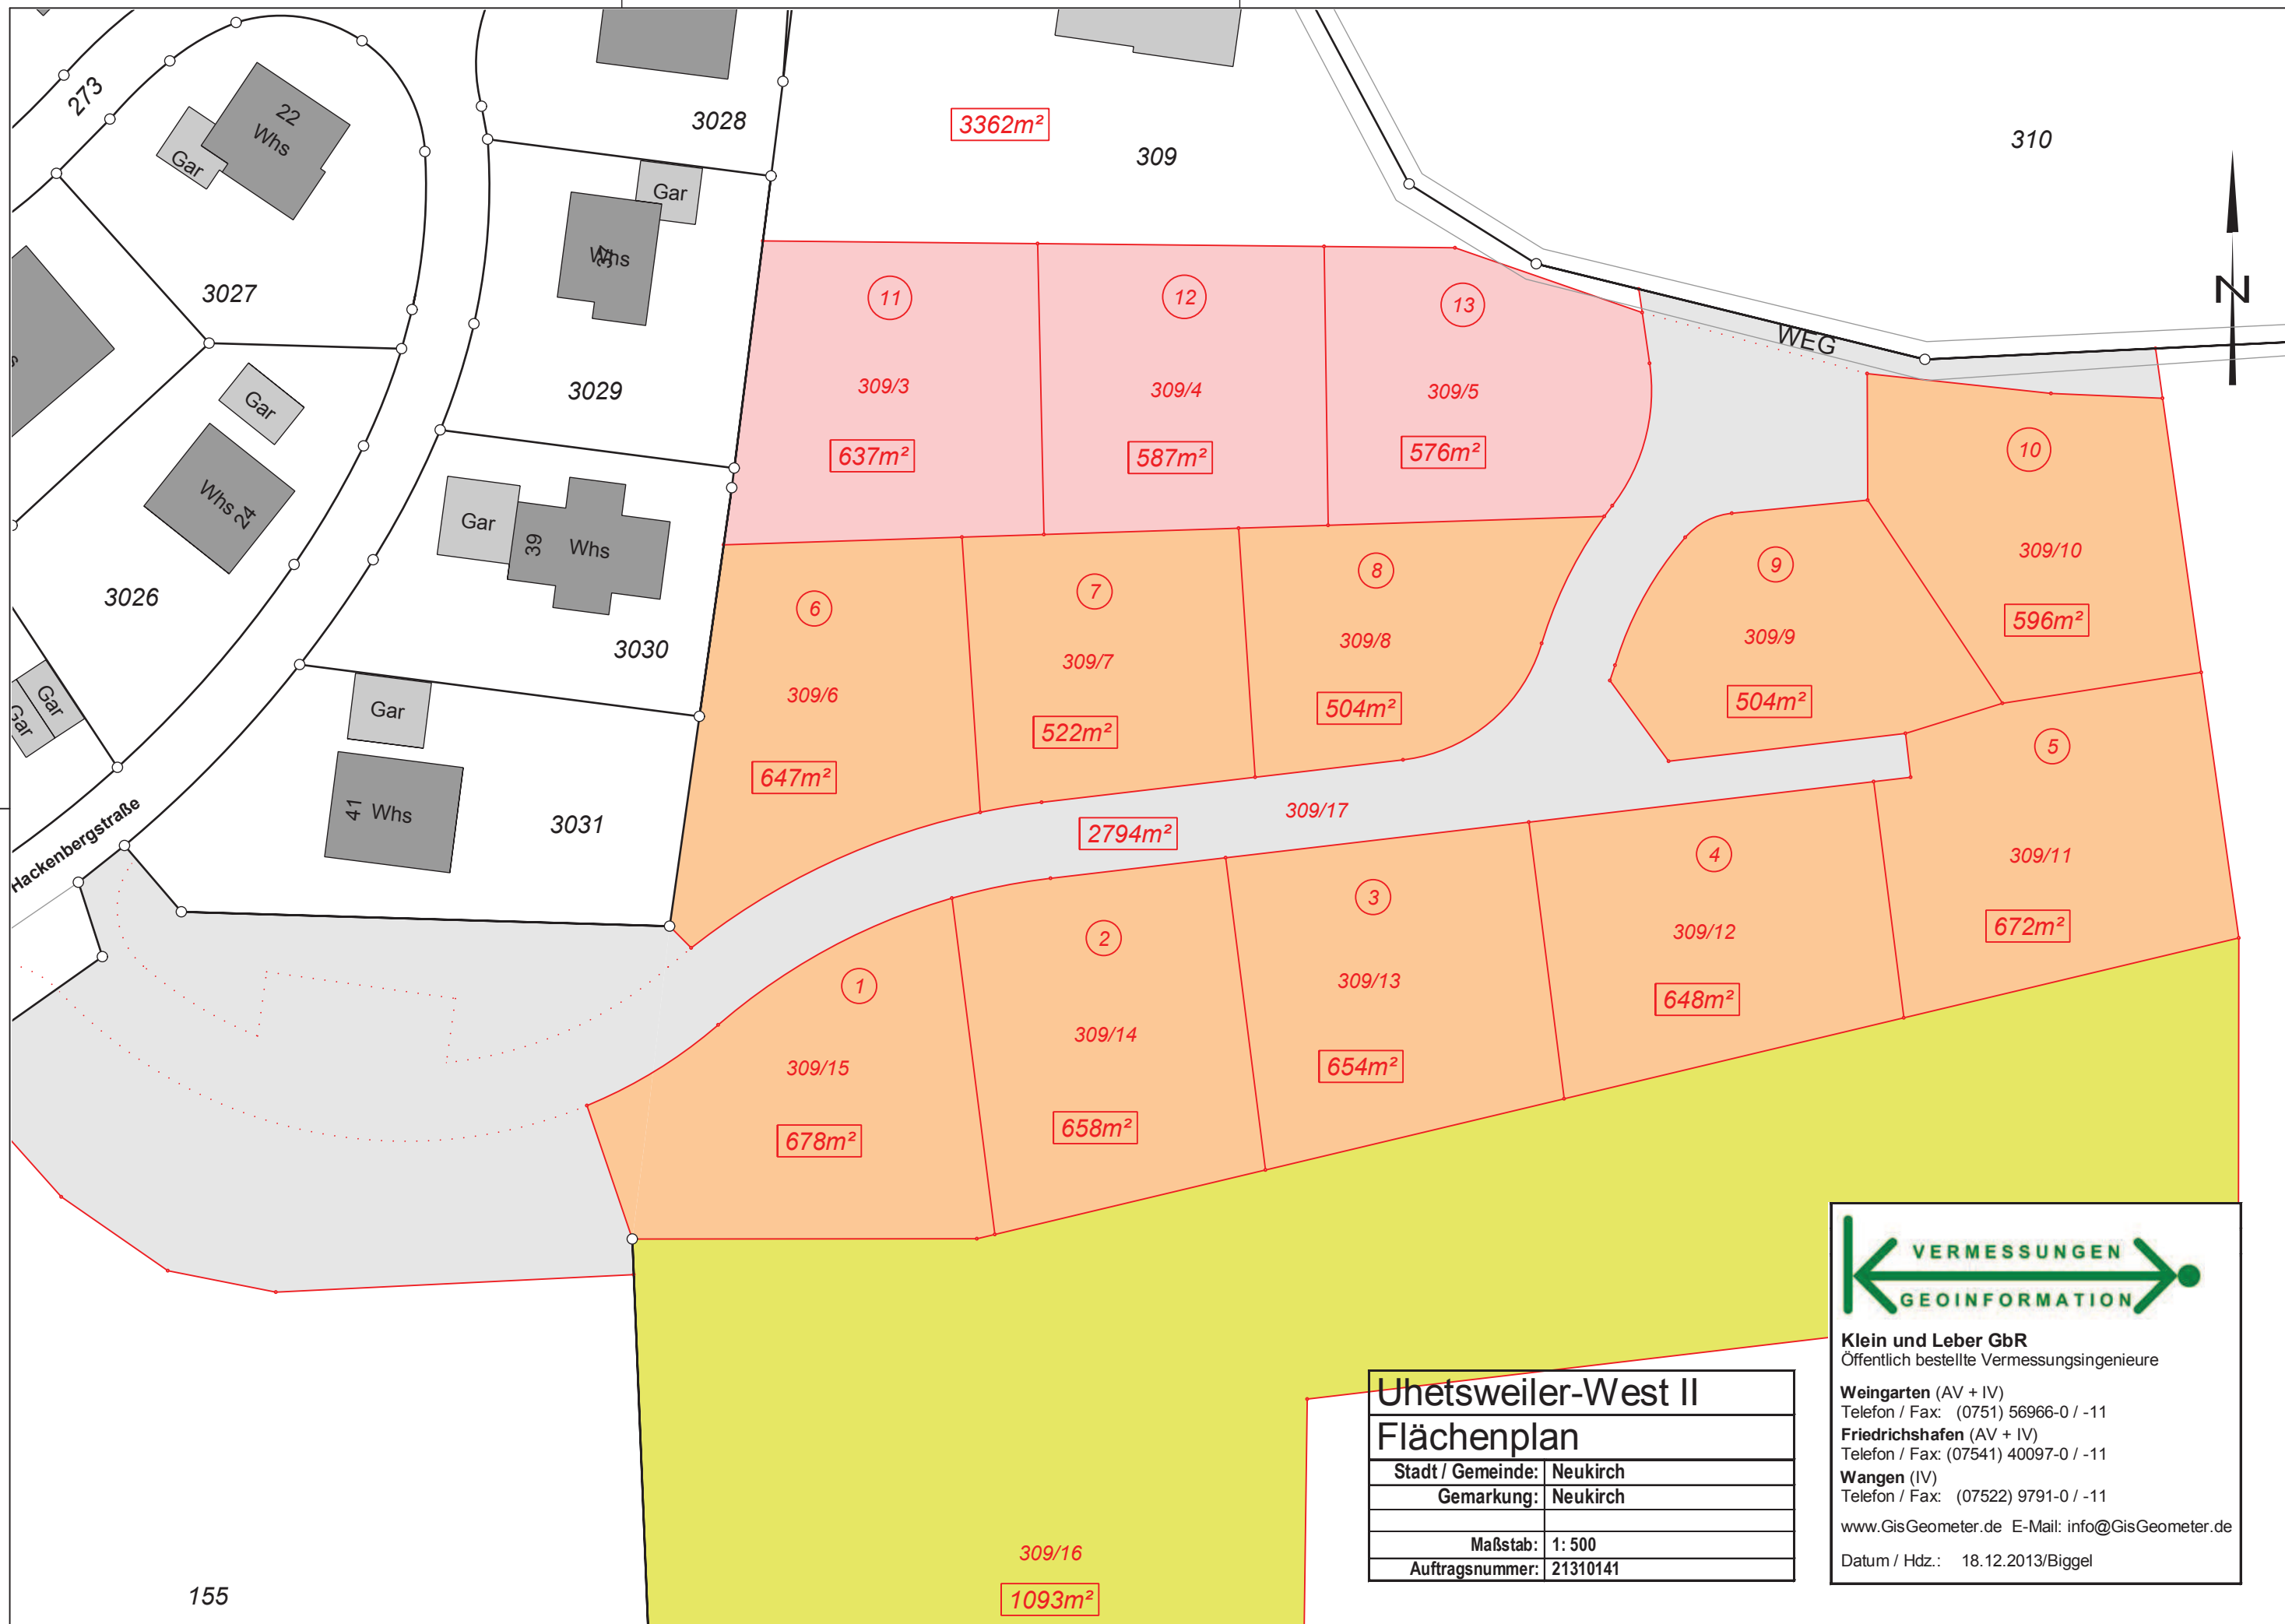 273
22
Whs
Gar
3028
3362m²
309
310
Gar
Whs
37
3027
3029
N
WEG
11
12
13
309/3
309/4
309/5
637m²
587m²
576m²
10
309/10
596m²
Gar
Whs 24
3026
Gar
39
Whs
3030
6
309/6
647m²
7
309/7
522m²
8
309/8
504m²
9
309/9
504m²
5
309/11
672m²
Gar
Gar
Gar
41 Whs
3031
Hackenbergstraße
309/17
2794m²
4
309/12
648m²
3
309/13
654m²
2
309/14
658m²
1
309/15
678m²
309/16
1093m²
155
Uhetsweiler-West II
Flächenplan
Stadt / Gemeinde: Neukirch
Gemarkung: Neukirch
Maßstab: 1: 500
Auftragsnummer: 21310141
VERMESSUNGEN
GEOINFORMATION
Klein und Leber GbR
Öffentlich bestellte Vermessungsingenieure
Weingarten (AV + IV)
Telefon / Fax: (0751) 56966-0 / -11
Friedrichshafen (AV + IV)
Telefon / Fax: (07541) 40097-0 / -11
Wangen (IV)
Telefon / Fax: (07522) 9791-0 / -11
www.GisGeometer.de E-Mail: info@GisGeometer.de
Datum / Hdz.: 18.12.2013/Biggel